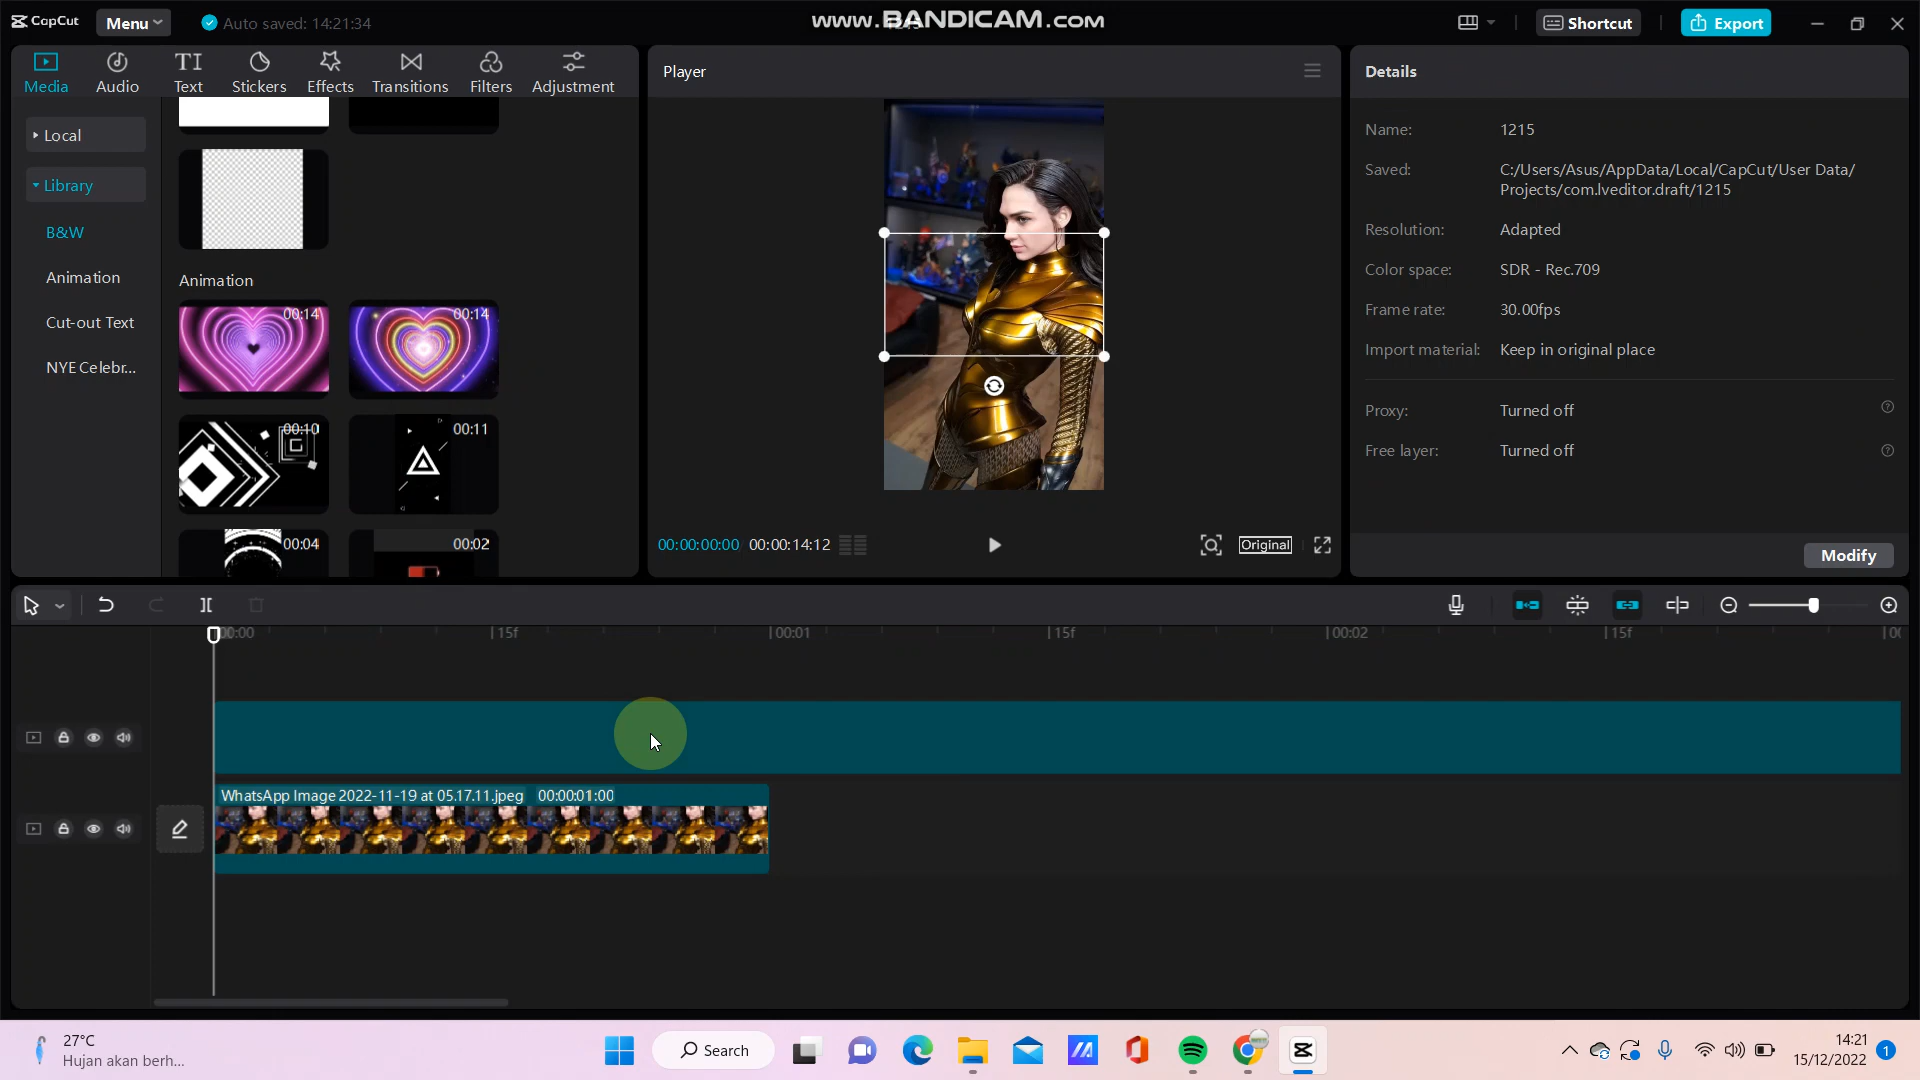 CapCut
Menu
Auto saved: 14:21:34
www.BANDICAM.com
Shortcut
Export
Media
Audio
TI
Text
Stickers
Effects
Transitions
Filters
Adjustment
Local
Library
B&W
Animation
Cut-out Text
NYE Celebr...
Animation
00:14
00:14
00:10
00:11
00:04
00:02
Player
00:00:00:00
00:00:14:12
Original
Details
Name: 1215
Saved: C:/Users/Asus/AppData/Local/CapCut/User Data/
Projects/com.lveditor.draft/1215
Resolution: Adapted
Color space: SDR - Rec.709
Frame rate: 30.00fps
Import material: Keep in original place
Proxy: Turned off
Free layer: Turned off
Modify
00:00
15f
00:01
15f
00:02
15f
WhatsApp Image 2022-11-19 at 05.17.11.jpeg 00:00:01:00
27°C
Hujan akan berh...
Search
14:21
15/12/2022
1